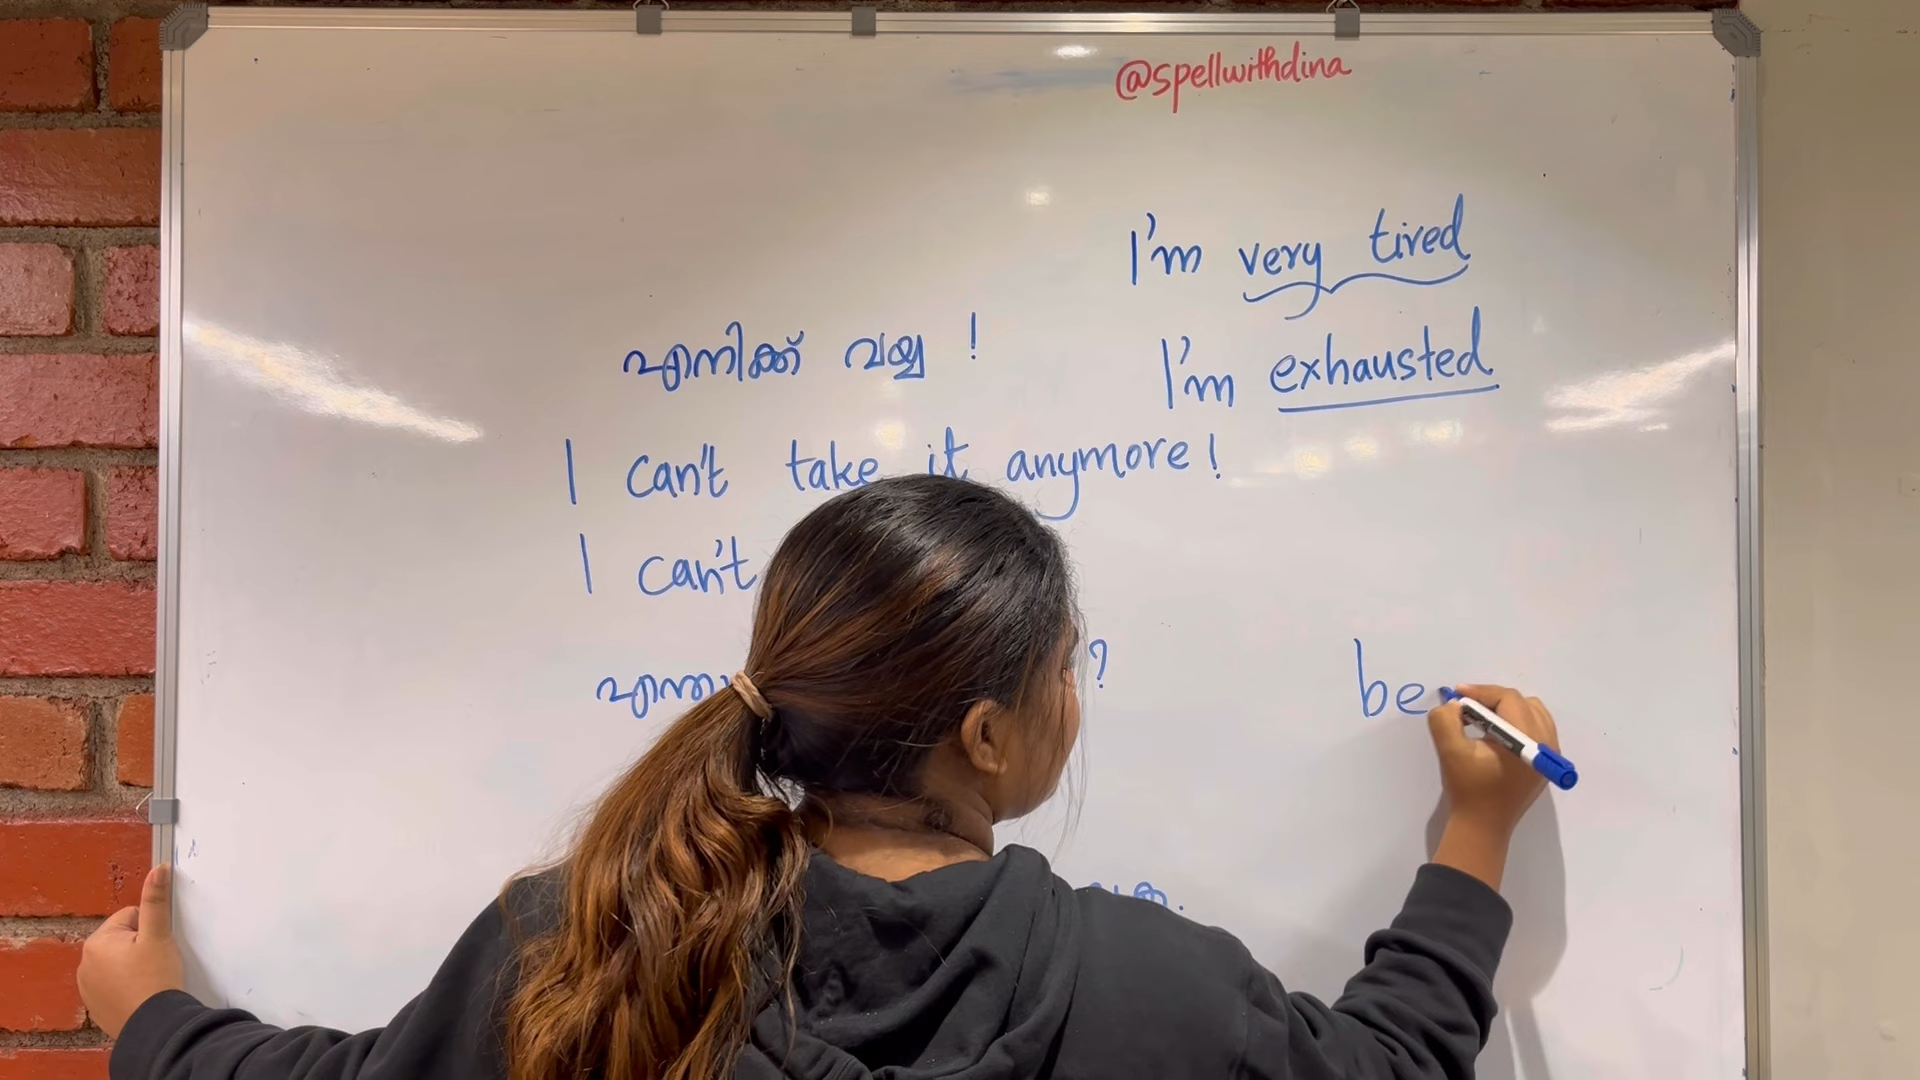 @spellwithdina
I'm very tired
I'm exhausted
എനിക്ക് വയ്യ !
I can't take it anymore!
I can't
?
be